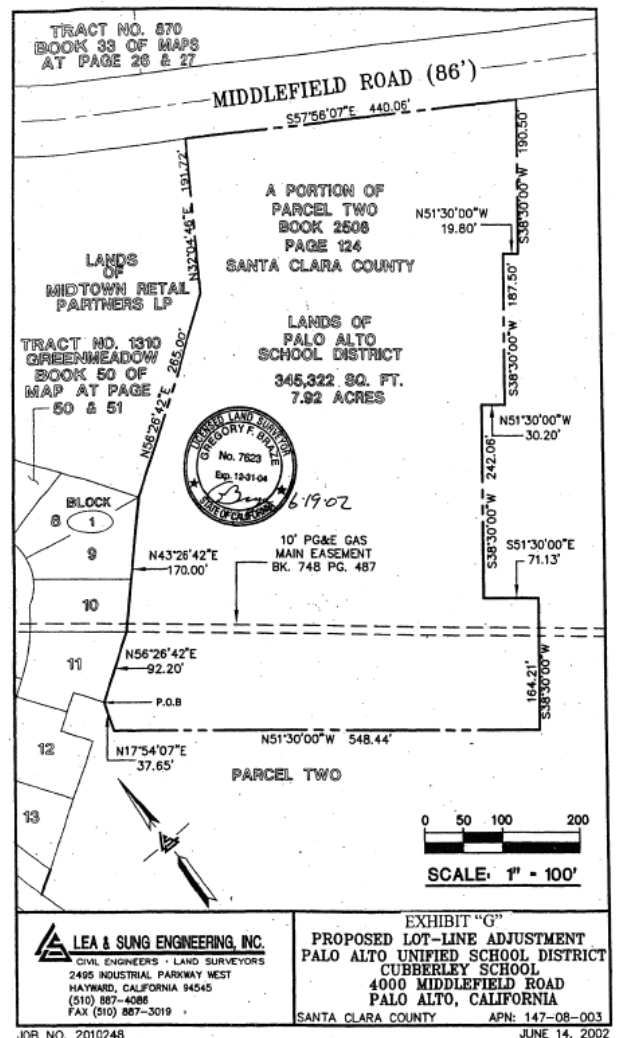 TRACT NO. 870
BOOK 33 OF MAPS
AT PAGE 26 & 27
MIDDLEFIELD ROAD (86')
S57°56'07"E 440.06'
N32°04'46"E 191.72'
A PORTION OF
PARCEL TWO
BOOK 2508
PAGE 124
SANTA CLARA COUNTY
N51°30'00"W
19.80'
S38°30'00"W 190.50'
LANDS
OF
MIDTOWN RETAIL
PARTNERS LP
S38°30'00"W 187.50'
TRACT NO. 1310
GREENMEADOW
BOOK 50 OF
MAP AT PAGE
50 & 51
N56°26'42"E 265.00'
LANDS OF
PALO ALTO
SCHOOL DISTRICT
345,322 SQ. FT.
7.92 ACRES
N51°30'00"W
30.20'
S38°30'00"W 242.06'
LICENSED LAND SURVEYOR
GREGORY F. BRAZE
No. 7623
Exp. 12-31-04
STATE OF CALIFORNIA
6-19-02
BLOCK
1
8
9
10
11
12
13
N43°26'42"E
170.00'
10' PG&E GAS
MAIN EASEMENT
BK. 748 PG. 487
S51°30'00"E
71.13'
N56°26'42"E
92.20'
P.O.B
S38°30'00"W
164.21'
N51°30'00"W 548.44'
N17°54'07"E
37.65'
PARCEL TWO
0 50 100 200
SCALE: 1" = 100'
LEA & SUNG ENGINEERING, INC.
CIVIL ENGINEERS · LAND SURVEYORS
2495 INDUSTRIAL PARKWAY WEST
HAYWARD, CALIFORNIA 94545
(510) 887-4086
FAX (510) 887-3019
EXHIBIT "G"
PROPOSED LOT-LINE ADJUSTMENT
PALO ALTO UNIFIED SCHOOL DISTRICT
CUBBERLEY SCHOOL
4000 MIDDLEFIELD ROAD
PALO ALTO, CALIFORNIA
SANTA CLARA COUNTY APN: 147-08-003
JOB NO. 2010248
JUNE 14, 2002